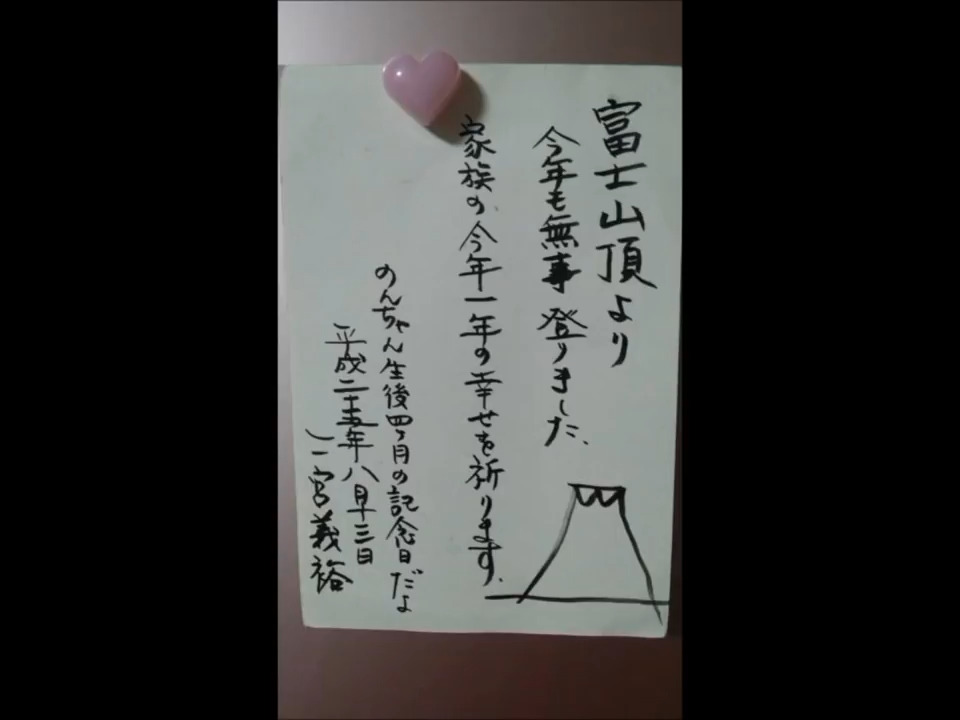 富士山頂より
今年も無事登りました、
家族の、今年一年の幸せを祈ります、
のんちゃん生後四ヶ月の記念日だよ
平成二十五年八月十三日
二宮義裕